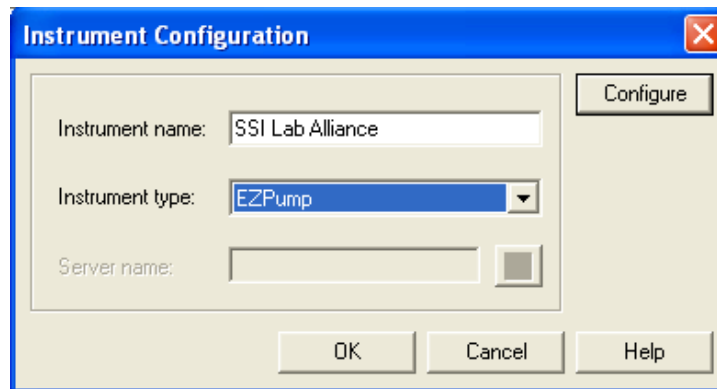 Instrument Configuration
Configure
Instrument name: SSI Lab Alliance
Instrument type: EZPump
Server name:
OK Cancel Help